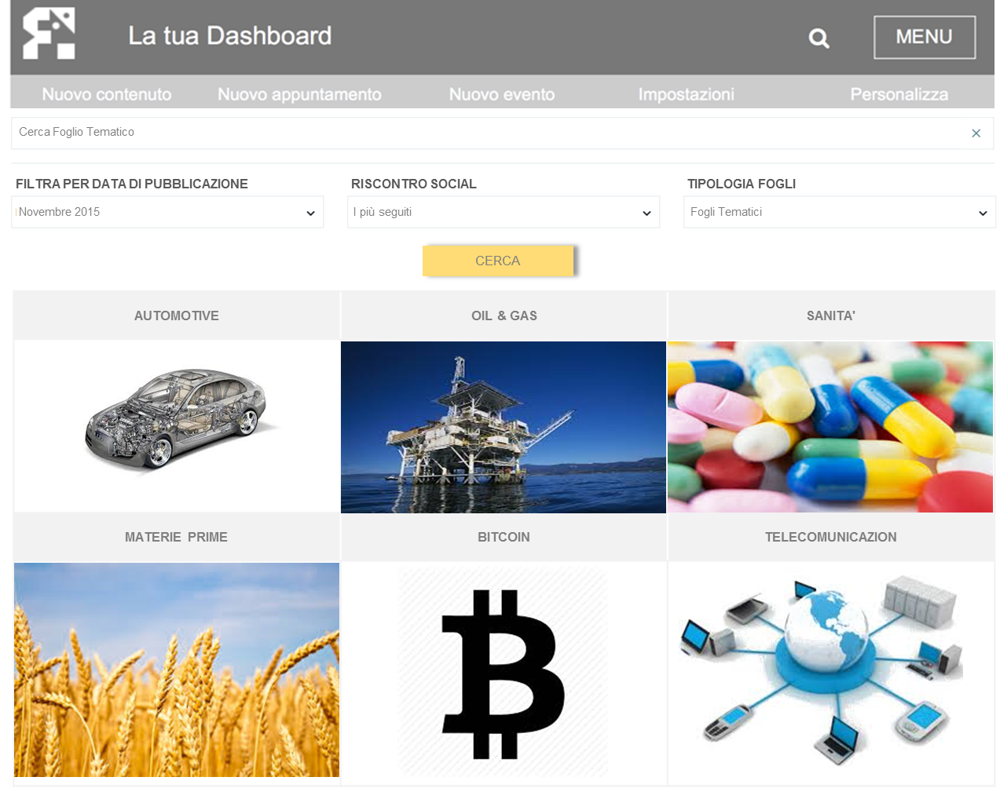 La tua Dashboard
MENU
Nuovo contenuto Nuovo appuntamento Nuovo evento Impostazioni Personalizza
Cerca Foglio Tematico
FILTRA PER DATA DI PUBBLICAZIONE RISCONTRO SOCIAL TIPOLOGIA FOGLI
Novembre 2015 I più seguiti Fogli Tematici
CERCA
AUTOMOTIVE OIL & GAS SANITA'
MATERIE PRIME BITCOIN TELECOMUNICAZION